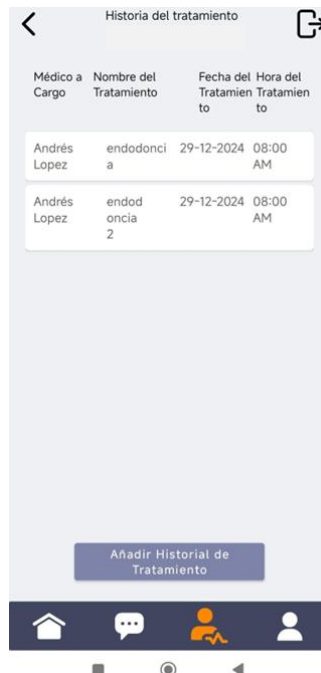 Historia del tratamiento
Médico a Nombre del Fecha del Hora del
Cargo Tratamiento Tratamien Tratamien
to to
Andrés endodonci 29-12-2024 08:00
Lopez a AM
Andrés endod 29-12-2024 08:00
Lopez oncia AM
2
Añadir Historial de
Tratamiento